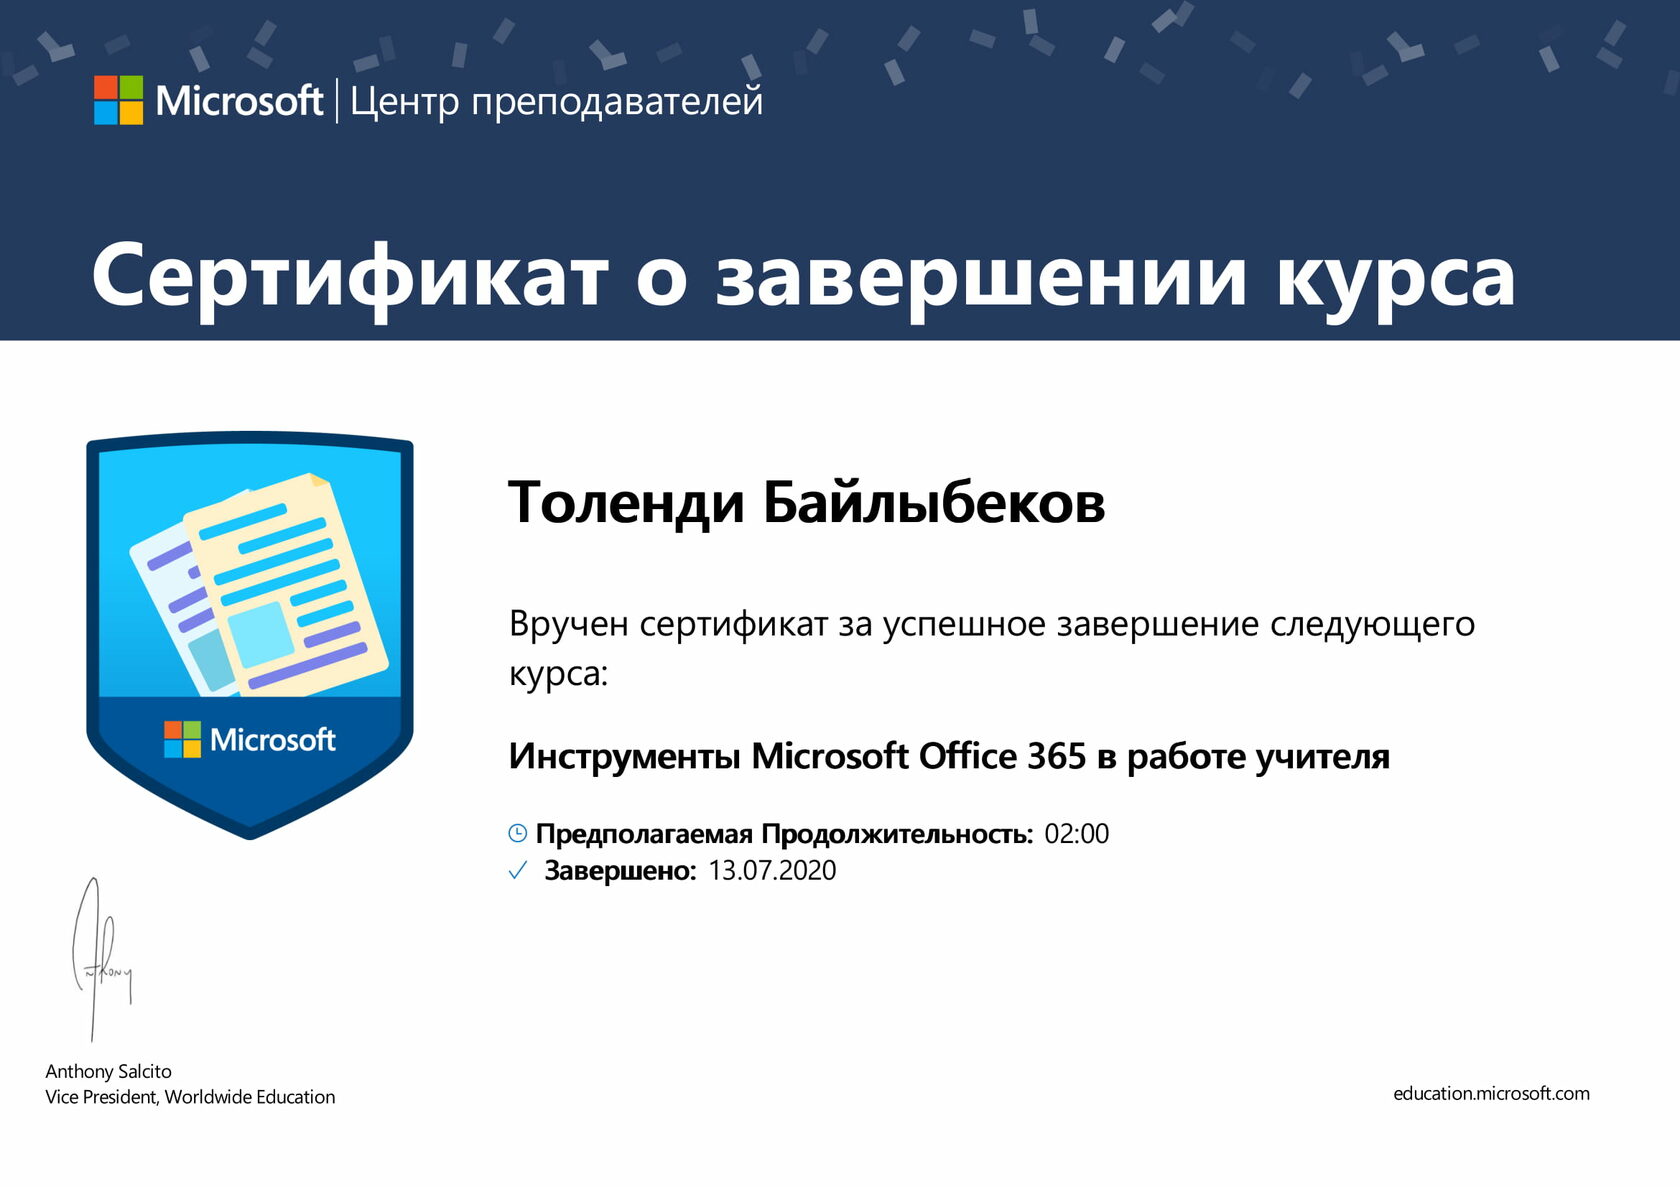 Microsoft | Центр преподавателей
Сертификат о завершении курса
Microsoft
Толенди Байлыбеков
Вручен сертификат за успешное завершение следующего
курса:
Инструменты Microsoft Office 365 в работе учителя
Предполагаемая Продолжительность: 02:00
Завершено: 13.07.2020
Anthony
Anthony Salcito
Vice President, Worldwide Education
education.microsoft.com